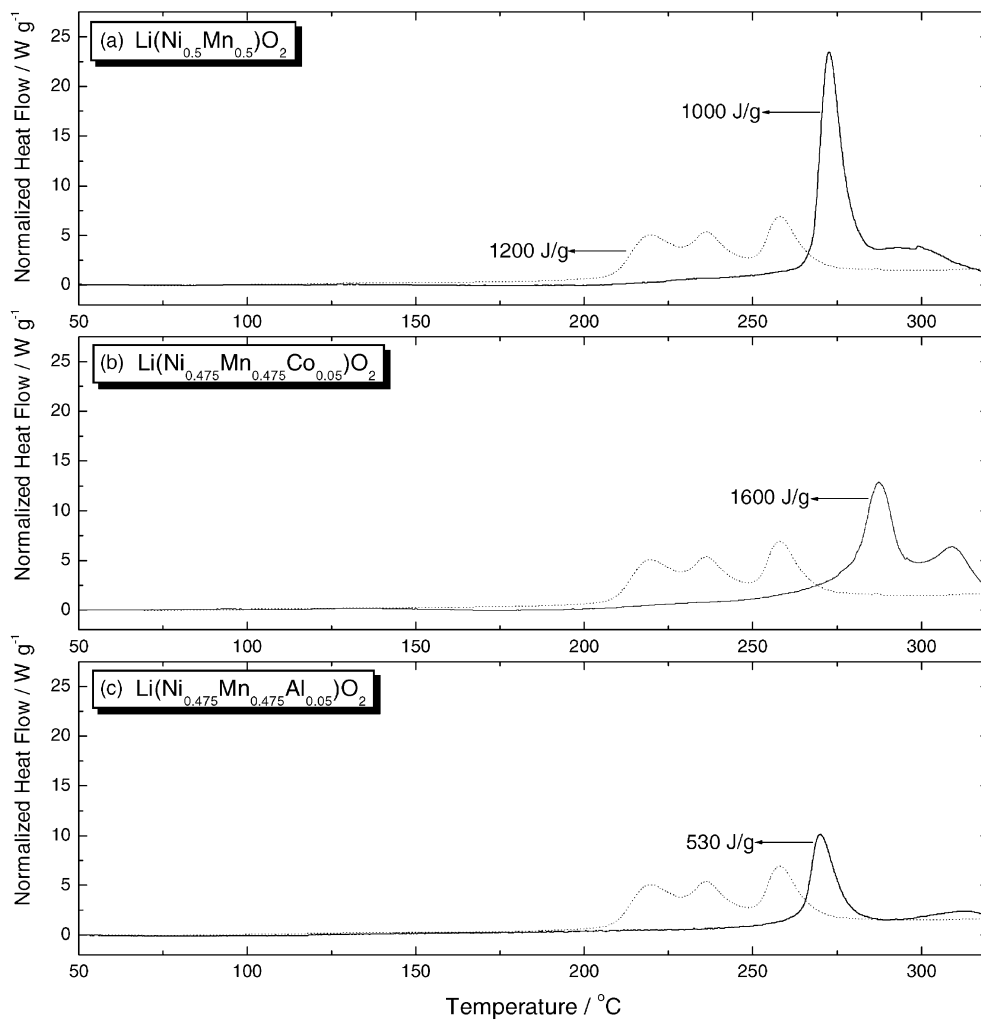 (a) Li(Ni0.5Mn0.5)O2
Normalized Heat Flow / W g-1
25
20
15
10
5
0
1000 J/g
1200 J/g
50 100 150 200 250 300
(b) Li(Ni0.475Mn0.475Co0.05)O2
Normalized Heat Flow / W g-1
25
20
15
10
5
0
1600 J/g
50 100 150 200 250 300
(c) Li(Ni0.475Mn0.475Al0.05)O2
Normalized Heat Flow / W g-1
25
20
15
10
5
0
530 J/g
50 100 150 200 250 300
Temperature / oC